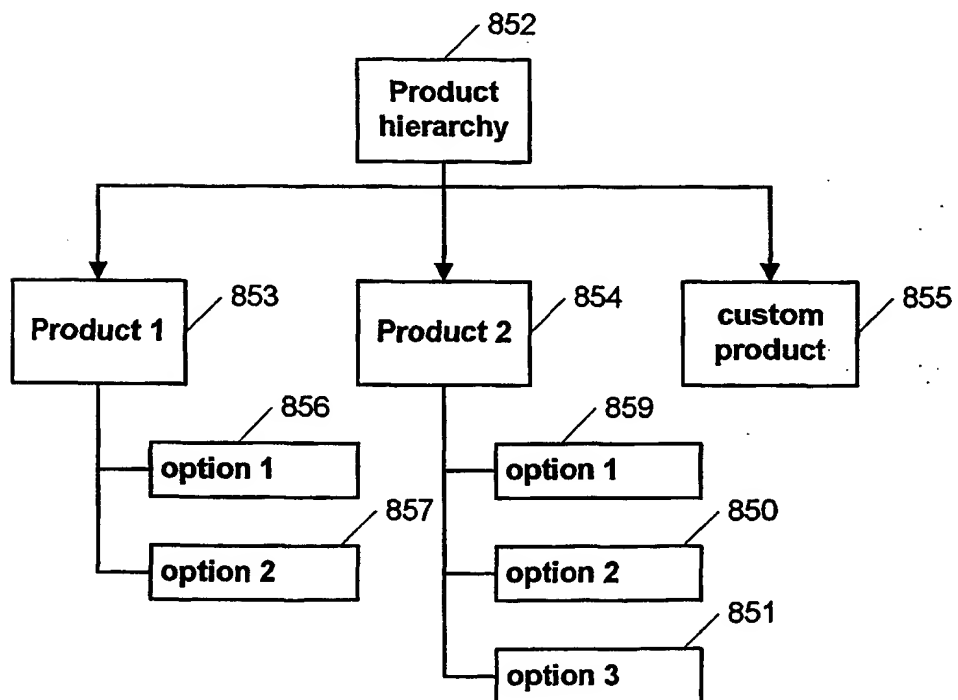 852
Product
hierarchy
853
854
855
Product 1
Product 2
custom
product
856
859
option 1
option 1
857
850
option 2
option 2
851
option 3